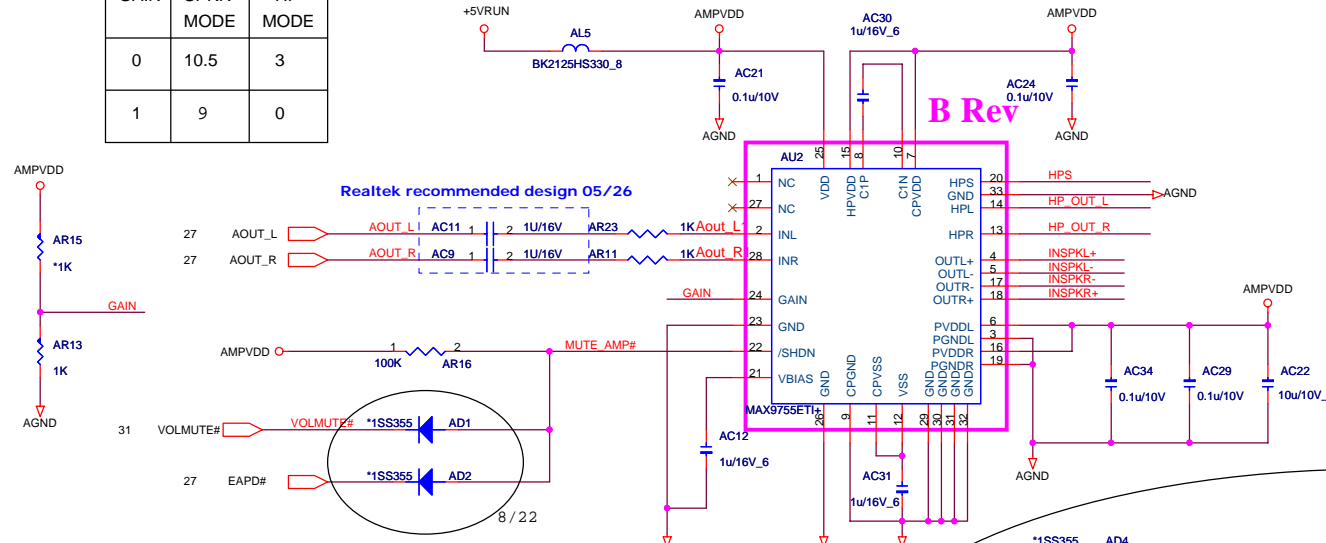 MODE MODE
0 10.5 3
1 9 0
+5VRUN
AL5
BK2125HS330_8
AMPVDD
AC21
0.1u/10V
AGND
AC30
1u/16V_6
AMPVDD
AC24
0.1u/10V
AGND
B Rev
AMPVDD
AR15
*1K
GAIN
AR13
1K
AGND
Realtek recommended design 05/26
27 AOUT_L AOUT_L AC11 1 2 1U/16V AR23 1K Aout_L
27 AOUT_R AOUT_R AC9 1 2 1U/16V AR11 1K Aout_R
GAIN
AMPVDD 1 2 MUTE_AMP#
100K AR16
31 VOLMUTE# VOLMUTE# *1SS355 AD1
27 EAPD# *1SS355 AD2
8/22
AC12
1u/16V_6
AU2
25 VDD
15 HPVDD
8 C1P
10 C1N
7 CPVDD
1 NC
27 NC
2 INL
28 INR
24 GAIN
23 GND
22 /SHDN
21 VBIAS
MAX9755ETI+
26 GND
9 CPGND
11 CPVSS
12 VSS
29 GND
30 GND
31 GND
32 GND
HPS 20 HPS
GND 33 AGND
HPL 14 HP_OUT_L
HPR 13 HP_OUT_R
OUTL+ 4 INSPKL+
OUTL- 5 INSPKL-
OUTR- 17 INSPKR-
OUTR+ 18 INSPKR+
PVDDL 6
PGNDL 3
PVDDR 16
PGNDR 19
AC31
1u/16V_6
AMPVDD
AC34
0.1u/10V
AC29
0.1u/10V
AC22
10u/10V_
AGND
*1SS355 AD4